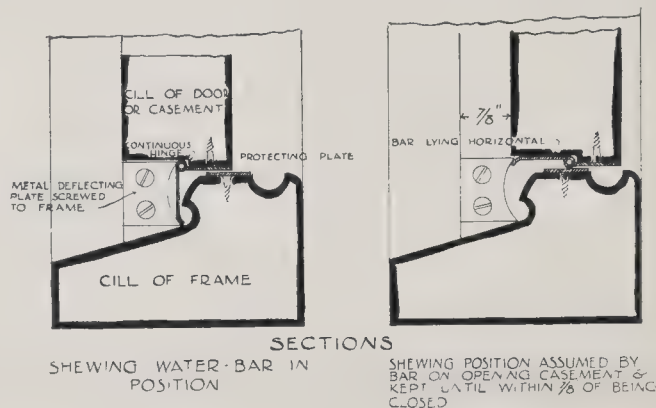 CILL OF DOOR
OR CASEMENT
CONTINUOUS
HINGE
PROTECTING PLATE
METAL DEFLECTING
PLATE SCREWED
TO FRAME
CILL OF FRAME
7/8"
BAR LYING HORIZONTAL
SECTIONS
SHEWING WATER-BAR IN
POSITION
SHEWING POSITION ASSUMED BY
BAR ON OPENING CASEMENT &
KEPT UNTIL WITHIN 7/8 OF BEING
CLOSED